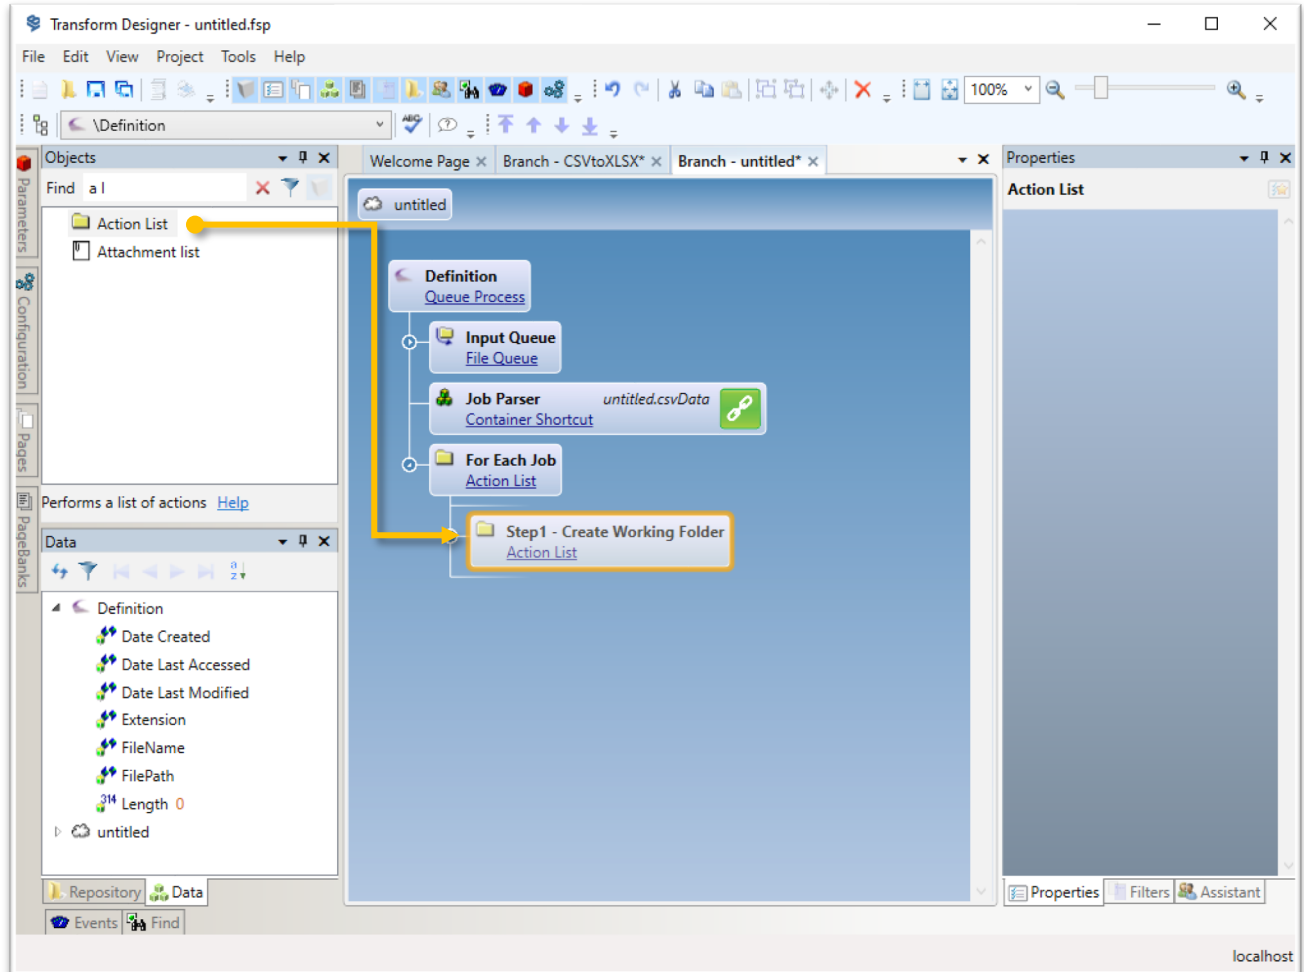 Transform Designer - untitled.fsp
File Edit View Project Tools Help
100%
\Definition
ABC
Objects
Find a l
Action List
Attachment list
Performs a list of actions Help
Parameters
Configuration
Pages
PageBanks
Data
Definition
Date Created
Date Last Accessed
Date Last Modified
Extension
FileName
FilePath
314 Length 0
untitled
Repository Data
Events Find
Welcome Page Branch - CSVtoXLSX* Branch - untitled*
untitled
Definition
Queue Process
Input Queue
File Queue
Job Parser untitled.csvData
Container Shortcut
For Each Job
Action List
Step1 - Create Working Folder
Action List
Properties
Action List
Properties Filters Assistant
localhost